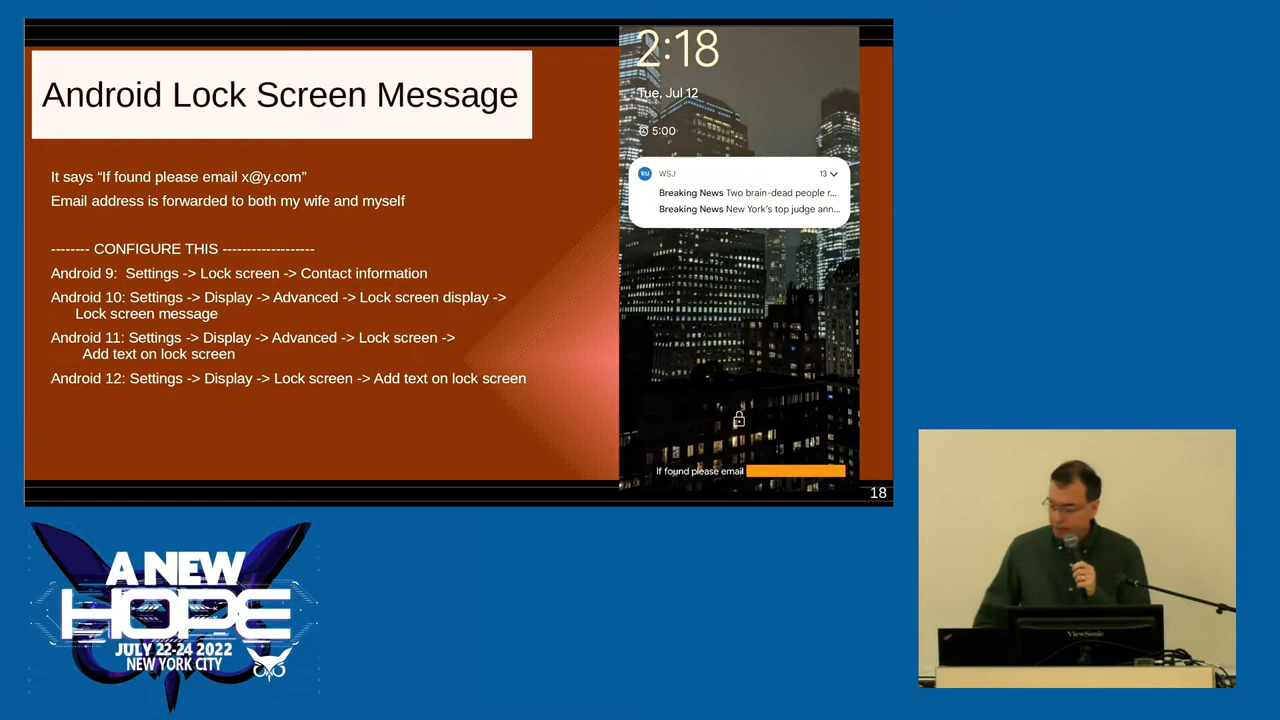 Android Lock Screen Message
It says “If found please email x@y.com”
Email address is forwarded to both my wife and myself
-------- CONFIGURE THIS -------------------
Android 9:  Settings -> Lock screen -> Contact information
Android 10: Settings -> Display -> Advanced -> Lock screen display ->
Lock screen message
Android 11: Settings -> Display -> Advanced -> Lock screen ->
Add text on lock screen
Android 12: Settings -> Display -> Lock screen -> Add text on lock screen
2:18
Tue, Jul 12
5:00
WSJ
WSJ
13
Breaking News Two brain-dead people r...
Breaking News New York's top judge ann...
If found please email
18
A NEW
HOPE
JULY 22-24 2022
NEW YORK CITY
ViewSonic